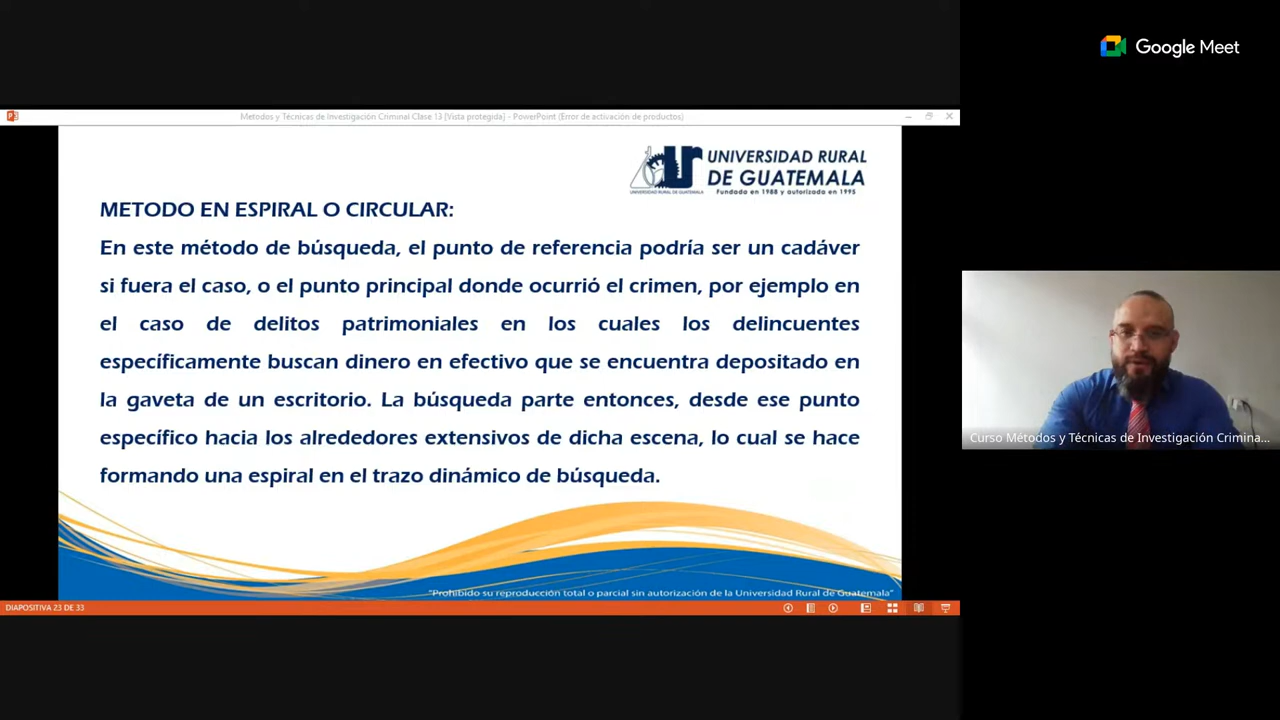 Google Meet
Metodos y Técnicas de Investigación Criminal Clase 13 [Vista protegida] - PowerPoint (Error de activación de productos)
UNIVERSIDAD RURAL
DE GUATEMALA
Fundada en 1988 y autorizada en 1995
UNIVERSIDAD RURAL DE GUATEMALA
METODO EN ESPIRAL O CIRCULAR:
En este método de búsqueda, el punto de referencia podría ser un cadáver
si fuera el caso, o el punto principal donde ocurrió el crimen, por ejemplo en
el caso de delitos patrimoniales en los cuales los delincuentes
específicamente buscan dinero en efectivo que se encuentra depositado en
la gaveta de un escritorio. La búsqueda parte entonces, desde ese punto
específico hacia los alrededores extensivos de dicha escena, lo cual se hace
formando una espiral en el trazo dinámico de búsqueda.
Curso Métodos y Técnicas de Investigación Crimina...
"Prohibido su reproducción total o parcial sin autorización de la Universidad Rural de Guatemala"
DIAPOSITIVA 23 DE 33